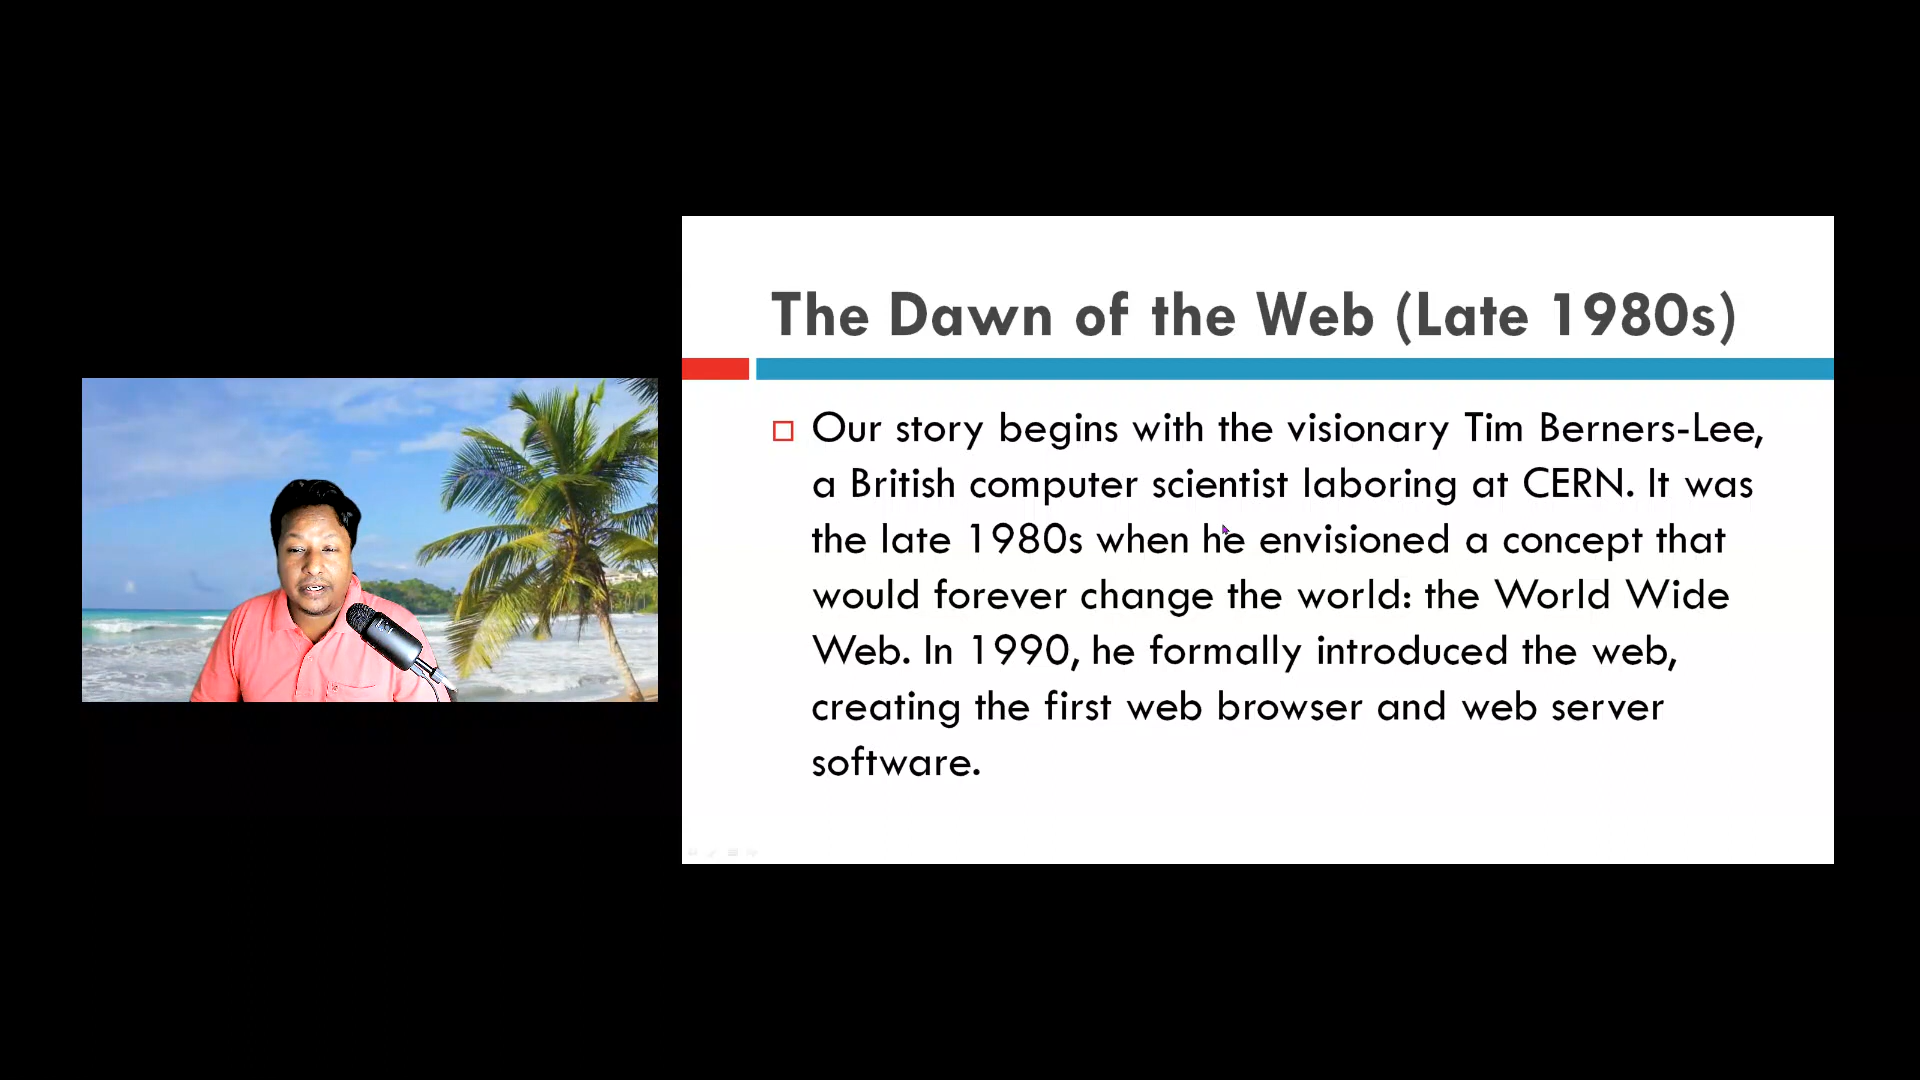 The Dawn of the Web (Late 1980s)
Our story begins with the visionary Tim Berners-Lee,
a British computer scientist laboring at CERN. It was
the late 1980s when he envisioned a concept that
would forever change the world: the World Wide
Web. In 1990, he formally introduced the web,
creating the first web browser and web server
software.